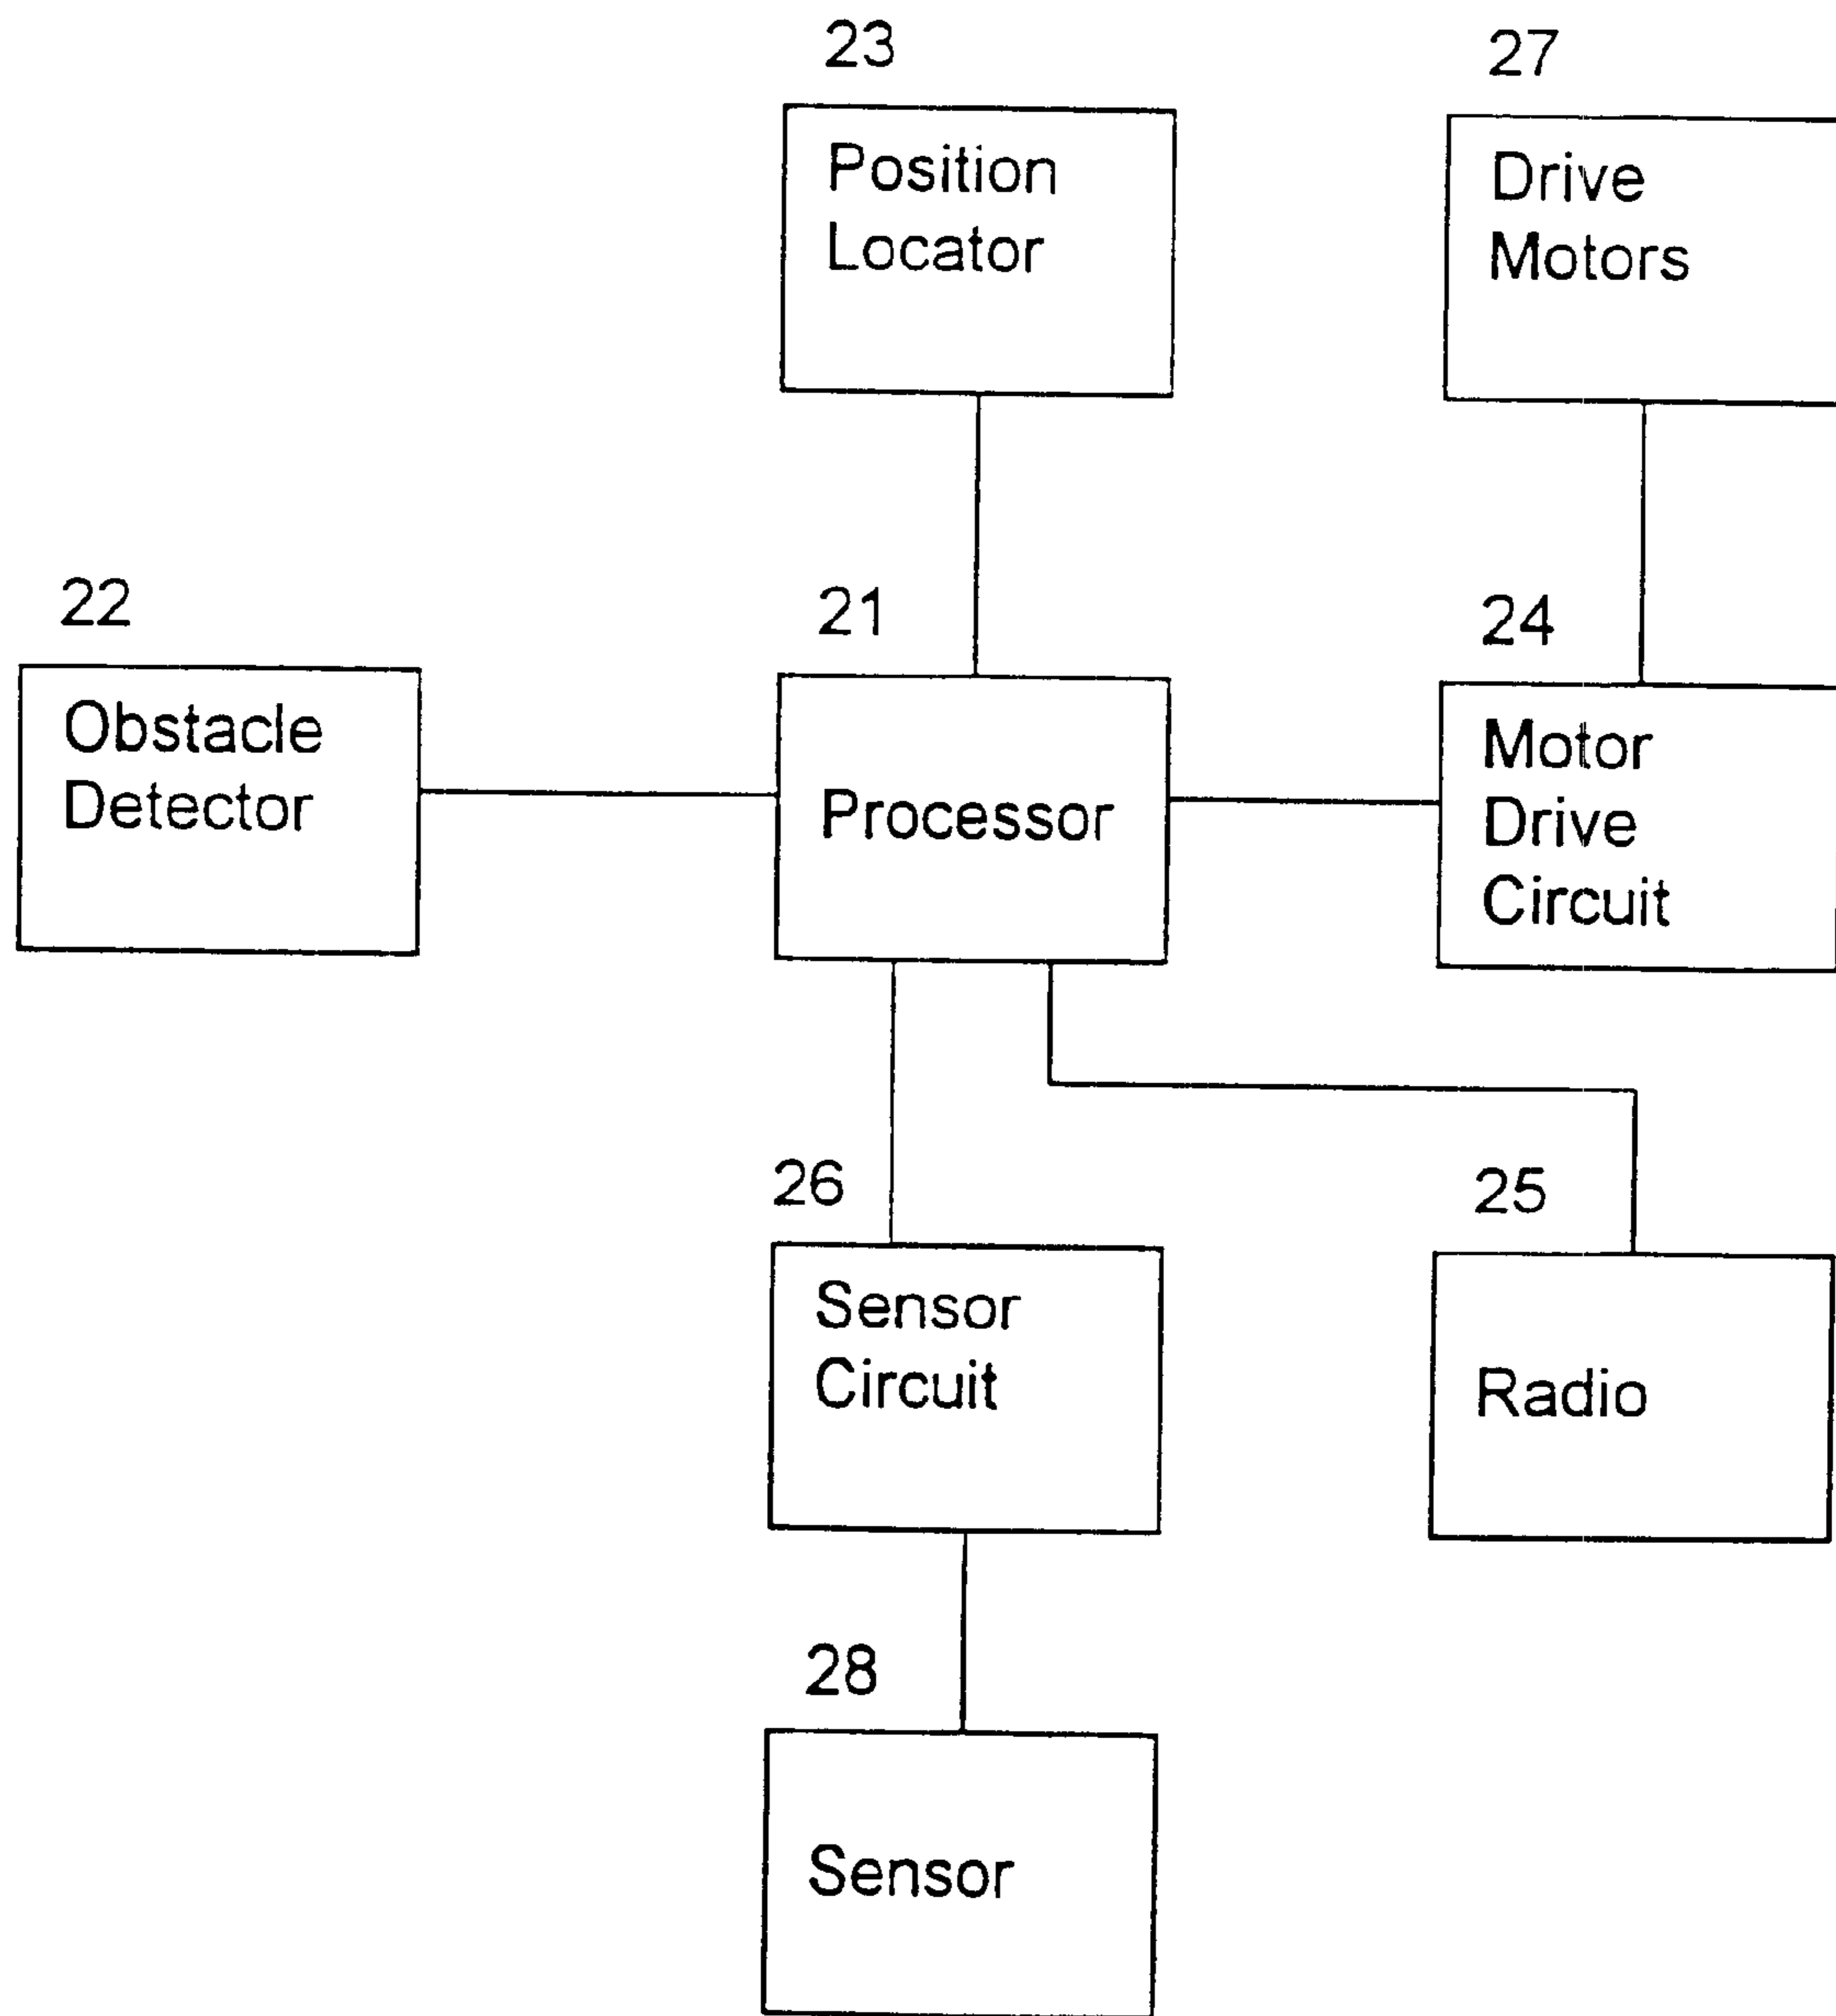 23
Position
Locator
27
Drive
Motors
22
Obstacle
Detector
21
Processor
24
Motor
Drive
Circuit
26
Sensor
Circuit
25
Radio
28
Sensor